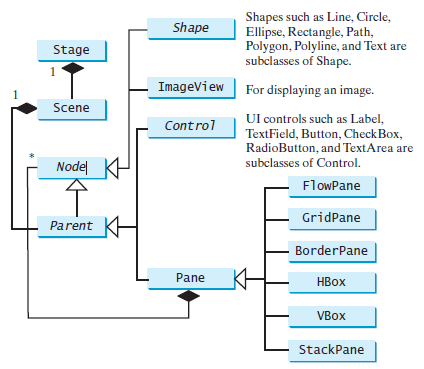 Stage
1
Scene
1
*
Node
Parent
Shape
Shapes such as Line, Circle,
Ellipse, Rectangle, Path,
Polygon, Polyline, and Text are
subclasses of Shape.
ImageView
For displaying an image.
Control
UI controls such as Label,
TextField, Button, CheckBox,
RadioButton, and TextArea are
subclasses of Control.
Pane
FlowPane
GridPane
BorderPane
HBox
VBox
StackPane